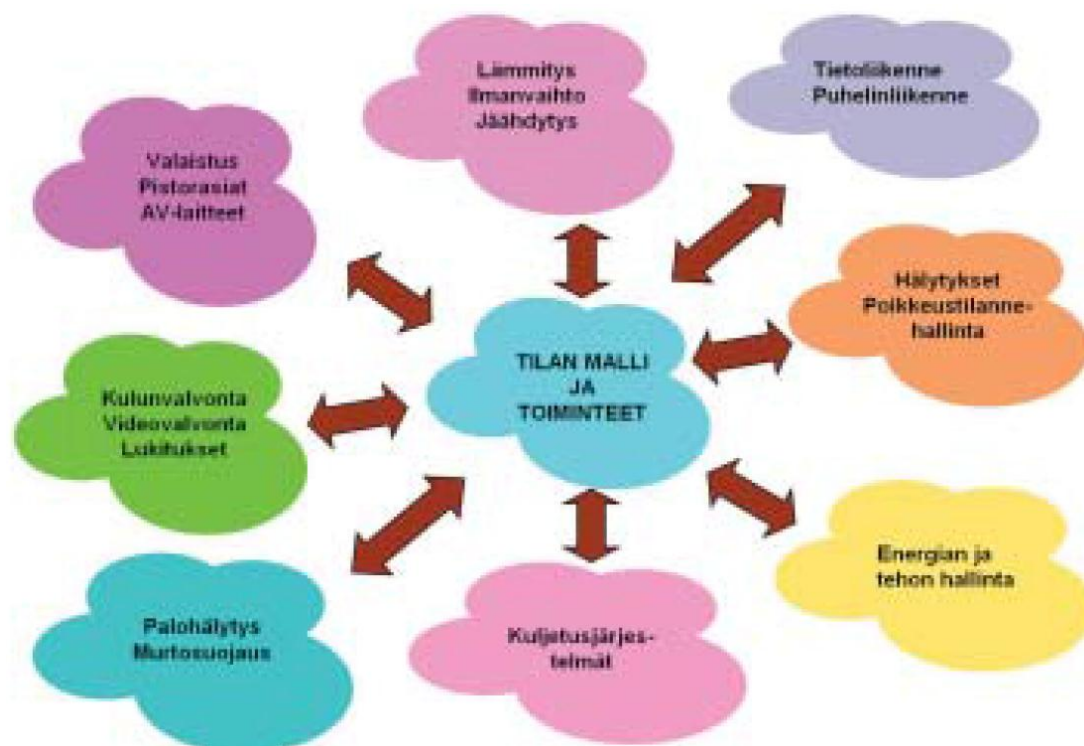 Lämmitys
Ilmanvaihto
Jäähdytys
Tietoliikenne
Puhelinliikenne
Valaistus
Pistorasiat
AV-laitteet
Hälytykset
Poikkeustilanne-
hallinta
TILAN MALLI
JA
TOIMINTEET
Kulunvalvonta
Videovalvonta
Lukitukset
Energian ja
tehon hallinta
Palohälytys
Murtosuojaus
Kuljetusjärjes-
telmät